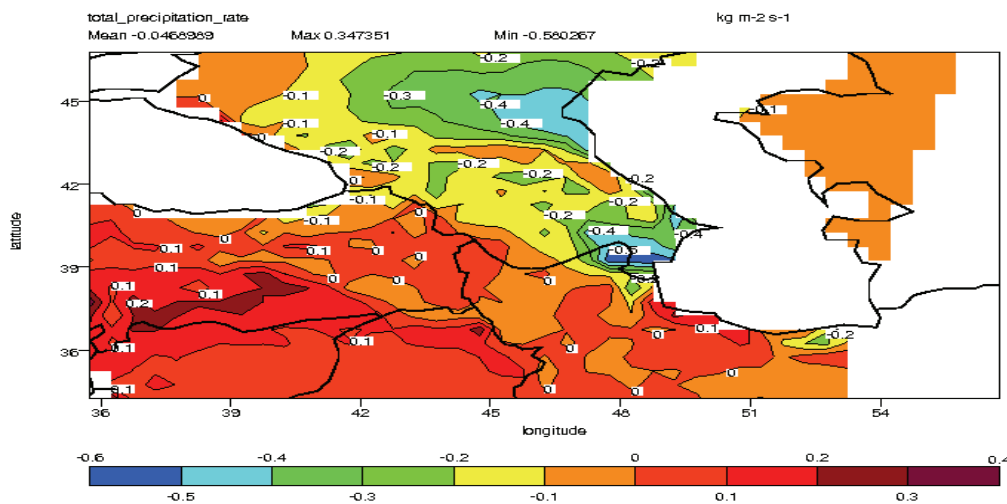 total_precipitation_rate kg m-2 s-1
Mean -0.0468989 Max 0.347351 Min -0.580267
-0.2 -0.2
45 0 -0.1 -0.3 -0.4 -0.1
-0.1 -0.1 -0.4
-0.2 -0.2
42 0 -0.2 -0.2
-0.1 -0.2
0 -0.1 0 -0.2 -0.4 -0.4
0.1 0.1 0 0
39 0 0
0.1 0.1 0
0.2 0
36 0.1 0.1 0 0 0.1 -0.2
0.1 0 0 0
36 39 42 45 48 51 54
latitude
longitude
-0.6 -0.4 -0.2 0 0.2 0.4
-0.5 -0.3 -0.1 0.1 0.3